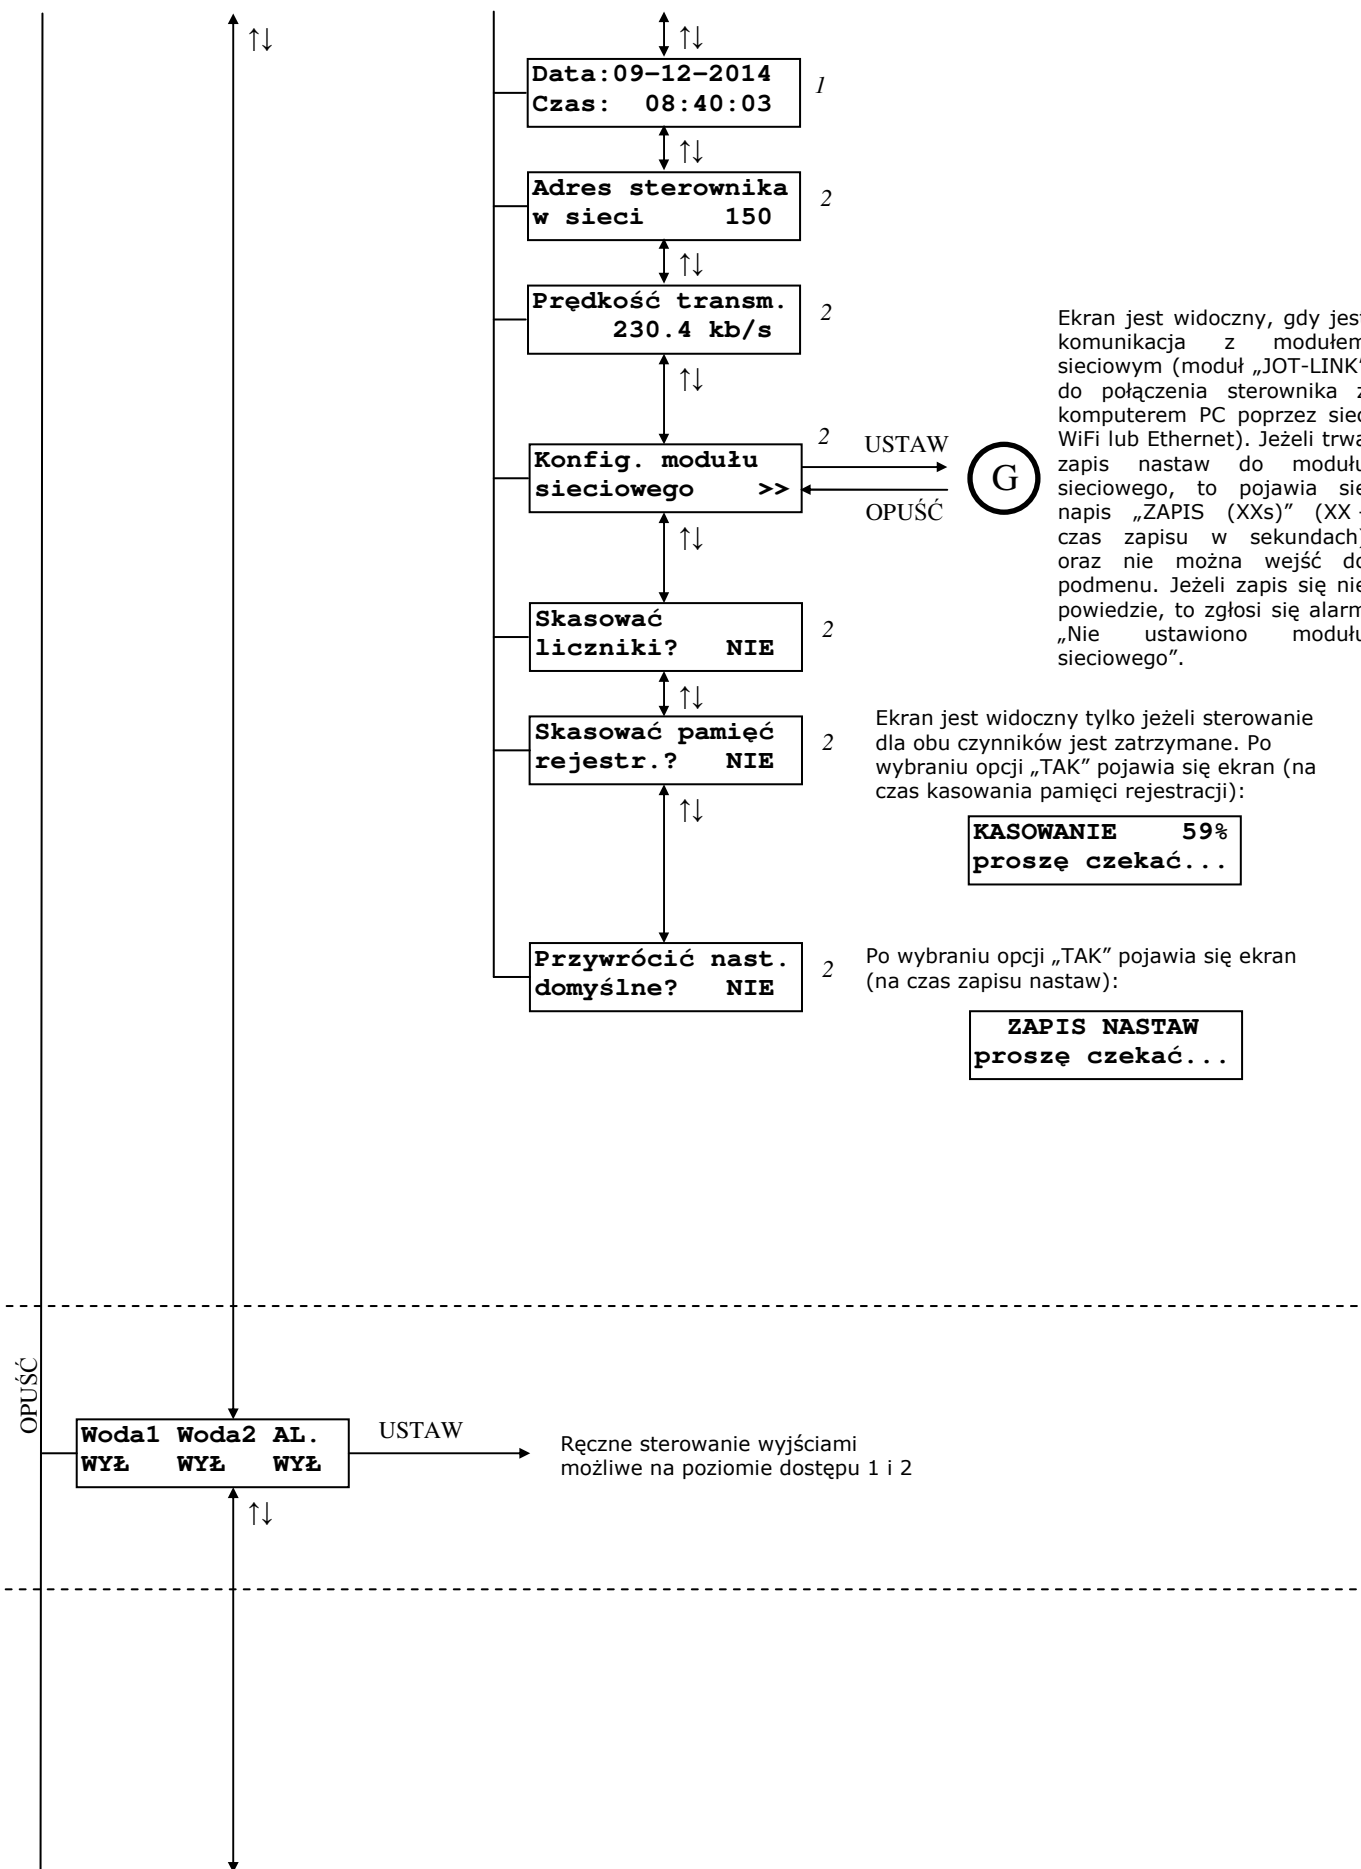 ↑↓
↑↓
Data:09-12-2014
Czas: 08:40:03
1
↑↓
Adres sterownika
w sieci 150
2
↑↓
Prędkość transm.
230.4 kb/s
2
↑↓
Konfig. modułu
sieciowego >>
2
USTAW
OPUŚĆ
G
Ekran jest widoczny, gdy jest
komunikacja z modułem
sieciowym (moduł „JOT-LINK”
do połączenia sterownika z
komputerem PC poprzez sieć
WiFi lub Ethernet). Jeżeli trwa
zapis nastaw do modułu
sieciowego, to pojawia się
napis „ZAPIS (XXs)” (XX -
czas zapisu w sekundach)
oraz nie można wejść do
podmenu. Jeżeli zapis się nie
powiedzie, to zgłosi się alarm
„Nie ustawiono modułu
sieciowego”.
↑↓
Skasować
liczniki? NIE
2
↑↓
Skasować pamięć
rejestr.? NIE
2
Ekran jest widoczny tylko jeżeli sterowanie
dla obu czynników jest zatrzymane. Po
wybraniu opcji „TAK” pojawia się ekran (na
czas kasowania pamięci rejestracji):
KASOWANIE 59%
proszę czekać...
↑↓
Przywrócić nast.
domyślne? NIE
2
Po wybraniu opcji „TAK” pojawia się ekran
(na czas zapisu nastaw):
ZAPIS NASTAW
proszę czekać...
OPUŚĆ
Woda1 Woda2 AL.
WYŁ WYŁ WYŁ
USTAW
Ręczne sterowanie wyjściami
możliwe na poziomie dostępu 1 i 2
↑↓